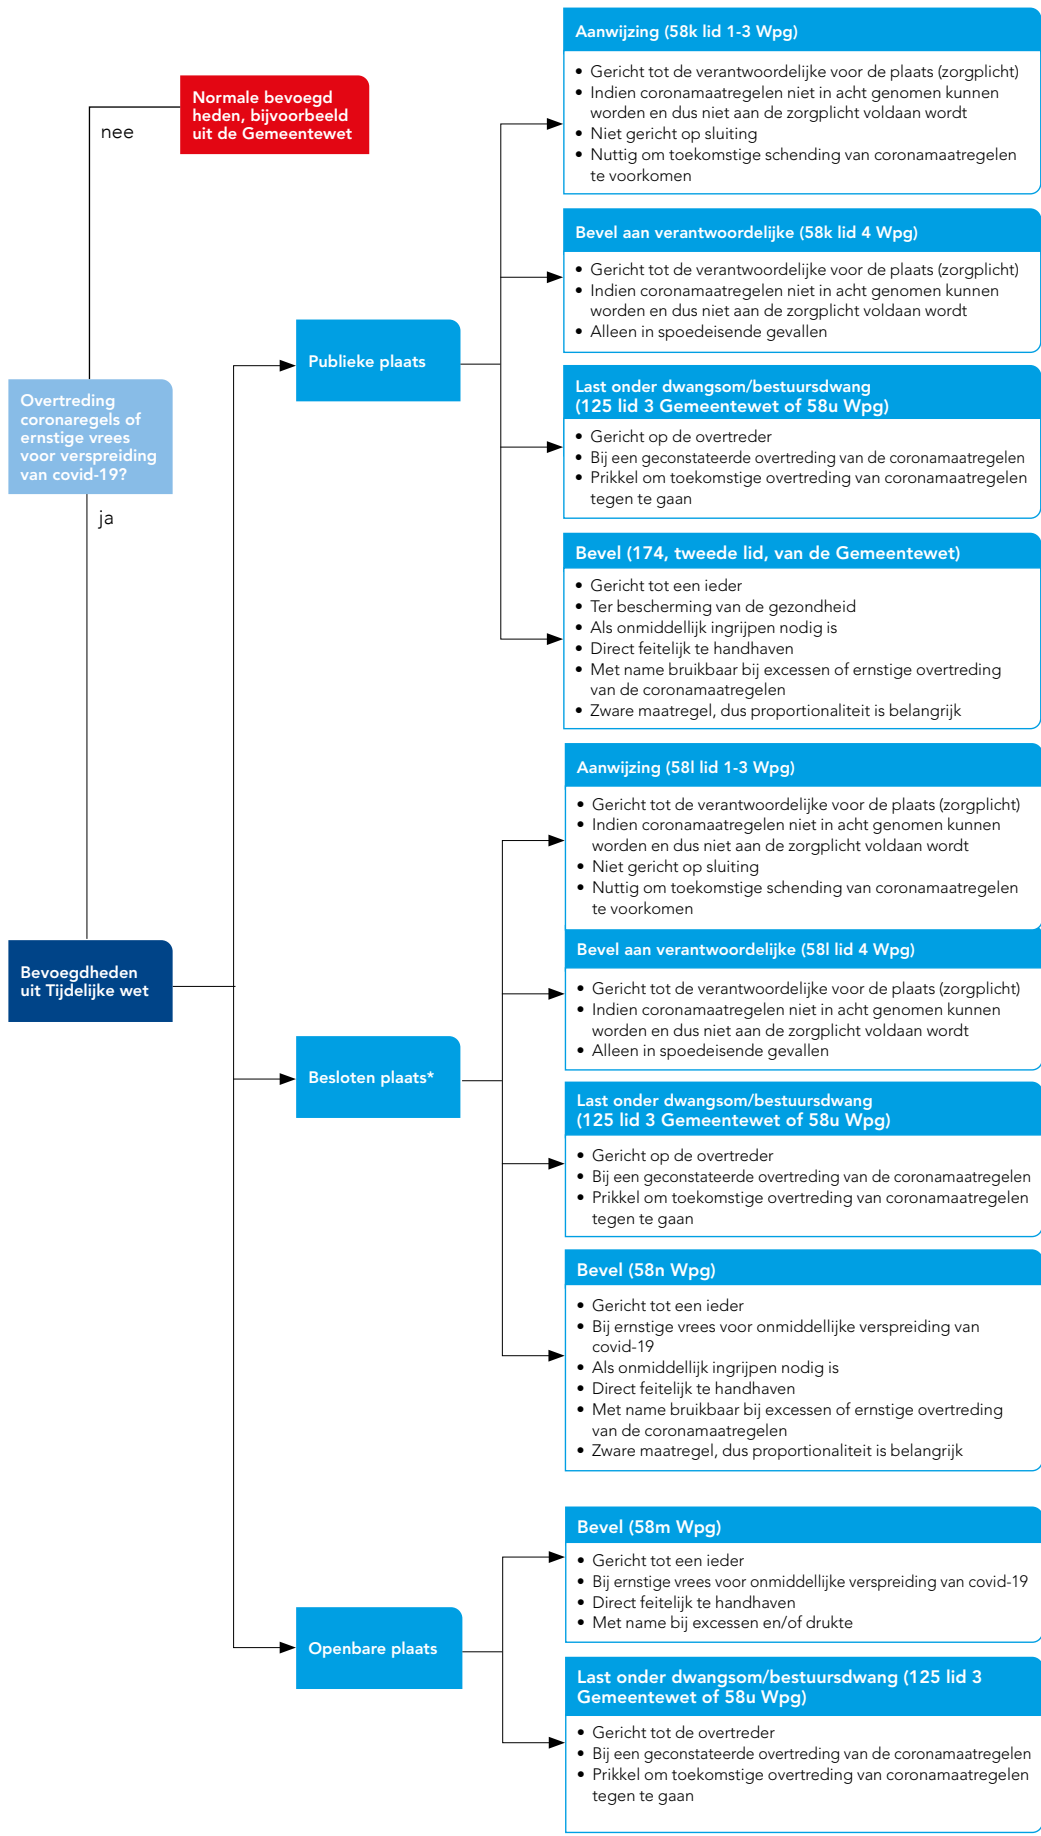 Overtreding
coronaregels of
ernstige vrees
voor verspreiding
van covid-19?
nee
Normale bevoegd
heden, bijvoorbeeld
uit de Gemeentewet
ja
Bevoegdheden
uit Tijdelijke wet
Publieke plaats
Aanwijzing (58k lid 1-3 Wpg)
• Gericht tot de verantwoordelijke voor de plaats (zorgplicht)
• Indien coronamaatregelen niet in acht genomen kunnen
worden en dus niet aan de zorgplicht voldaan wordt
• Niet gericht op sluiting
• Nuttig om toekomstige schending van coronamaatregelen
te voorkomen
Bevel aan verantwoordelijke (58k lid 4 Wpg)
• Gericht tot de verantwoordelijke voor de plaats (zorgplicht)
• Indien coronamaatregelen niet in acht genomen kunnen
worden en dus niet aan de zorgplicht voldaan wordt
• Alleen in spoedeisende gevallen
Last onder dwangsom/bestuursdwang
(125 lid 3 Gemeentewet of 58u Wpg)
• Gericht op de overtreder
• Bij een geconstateerde overtreding van de coronamaatregelen
• Prikkel om toekomstige overtreding van coronamaatregelen
tegen te gaan
Bevel (174, tweede lid, van de Gemeentewet)
• Gericht tot een ieder
• Ter bescherming van de gezondheid
• Als onmiddellijk ingrijpen nodig is
• Direct feitelijk te handhaven
• Met name bruikbaar bij excessen of ernstige overtreding
van de coronamaatregelen
• Zware maatregel, dus proportionaliteit is belangrijk
Besloten plaats*
Aanwijzing (58l lid 1-3 Wpg)
• Gericht tot de verantwoordelijke voor de plaats (zorgplicht)
• Indien coronamaatregelen niet in acht genomen kunnen
worden en dus niet aan de zorgplicht voldaan wordt
• Niet gericht op sluiting
• Nuttig om toekomstige schending van coronamaatregelen
te voorkomen
Bevel aan verantwoordelijke (58l lid 4 Wpg)
• Gericht tot de verantwoordelijke voor de plaats (zorgplicht)
• Indien coronamaatregelen niet in acht genomen kunnen
worden en dus niet aan de zorgplicht voldaan wordt
• Alleen in spoedeisende gevallen
Last onder dwangsom/bestuursdwang
(125 lid 3 Gemeentewet of 58u Wpg)
• Gericht op de overtreder
• Bij een geconstateerde overtreding van de coronamaatregelen
• Prikkel om toekomstige overtreding van coronamaatregelen
tegen te gaan
Bevel (58n Wpg)
• Gericht tot een ieder
• Bij ernstige vrees voor onmiddellijke verspreiding van
covid-19
• Als onmiddellijk ingrijpen nodig is
• Direct feitelijk te handhaven
• Met name bruikbaar bij excessen of ernstige overtreding
van de coronamaatregelen
• Zware maatregel, dus proportionaliteit is belangrijk
Openbare plaats
Bevel (58m Wpg)
• Gericht tot een ieder
• Bij ernstige vrees voor onmiddellijke verspreiding van covid-19
• Direct feitelijk te handhaven
• Met name bij excessen en/of drukte
Last onder dwangsom/bestuursdwang (125 lid 3
Gemeentewet of 58u Wpg)
• Gericht tot de overtreder
• Bij een geconstateerde overtreding van de coronamaatregelen
• Prikkel om toekomstige overtreding van coronamaatregelen
tegen te gaan